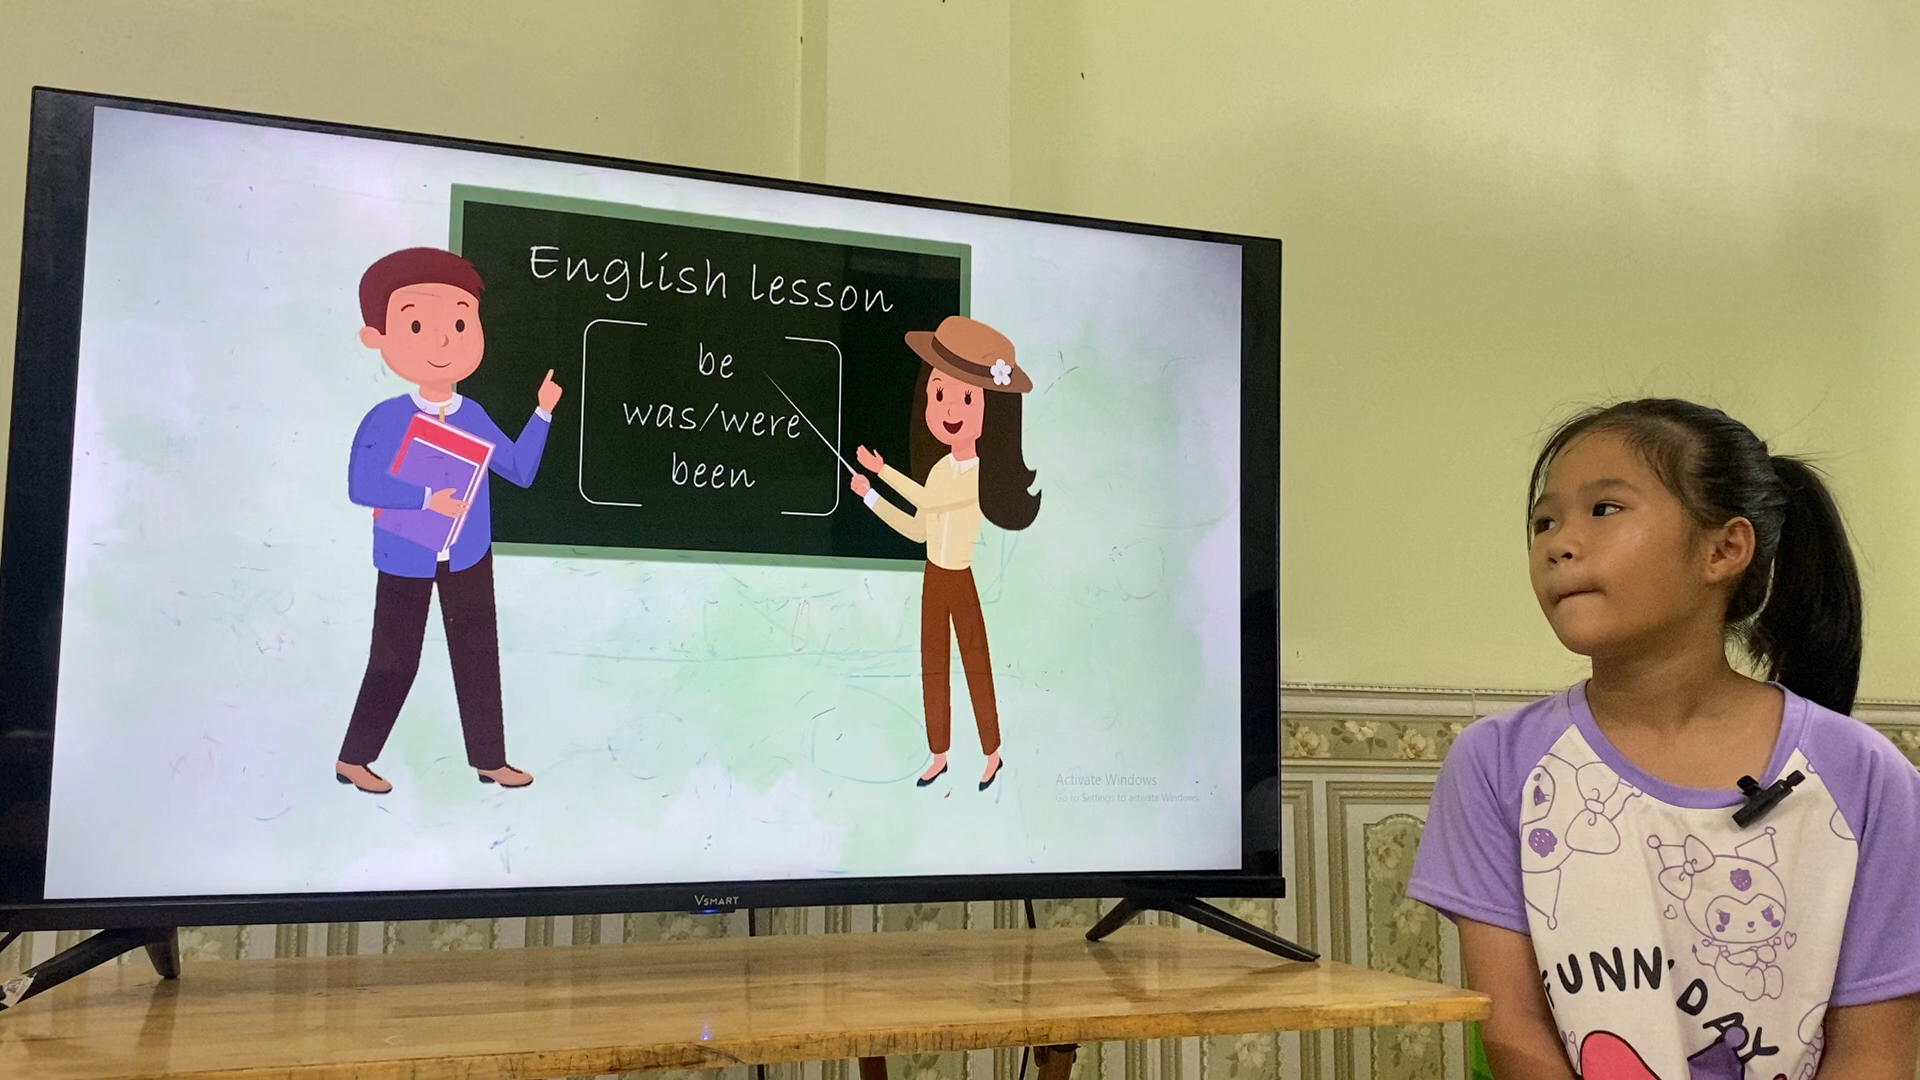 English lesson
be
was/were
been
Activate Windows
Go to Settings to activate Windows.
VSMART
FUNNY
DAY